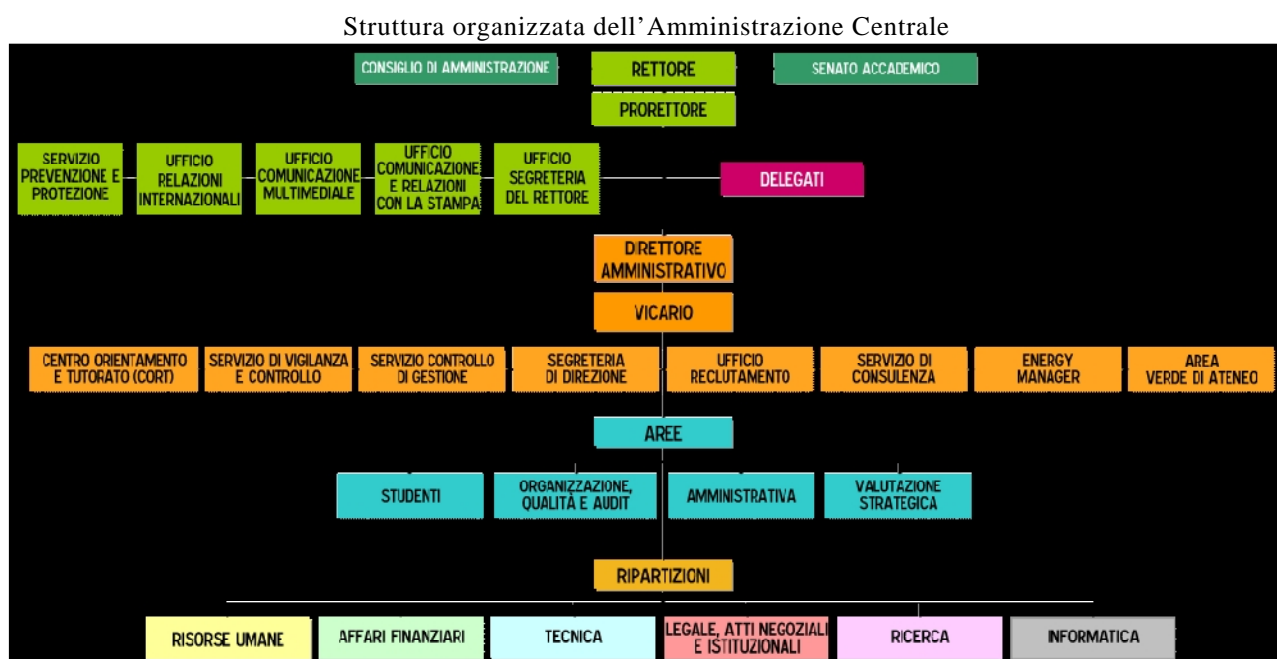 Struttura organizzata dell'Amministrazione Centrale
CONSIGLIO DI AMMINISTRAZIONE
RETTORE
SENATO ACCADEMICO
PRORETTORE
SERVIZIO
PREVENZIONE E
PROTEZIONE
UFFICIO
RELAZIONI
INTERNAZIONALI
UFFICIO
COMUNICAZIONE
MULTIMEDIALE
UFFICIO
COMUNICAZIONE
E RELAZIONI
CON LA STAMPA
UFFICIO
SEGRETERIA
DEL RETTORE
DELEGATI
DIRETTORE
AMMINISTRATIVO
VICARIO
CENTRO ORIENTAMENTO
E TUTORATO (CORT)
SERVIZIO DI VIGILANZA
E CONTROLLO
SERVIZIO CONTROLLO
DI GESTIONE
SEGRETERIA
DI DIREZIONE
UFFICIO
RECLUTAMENTO
SERVIZIO DI
CONSULENZA
ENERGY
MANAGER
AREA
VERDE DI ATENEO
AREE
STUDENTI
ORGANIZZAZIONE,
QUALITÀ E AUDIT
AMMINISTRATIVA
VALUTAZIONE
STRATEGICA
RIPARTIZIONI
RISORSE UMANE
AFFARI FINANZIARI
TECNICA
LEGALE, ATTI NEGOZIALI
E ISTITUZIONALI
RICERCA
INFORMATICA